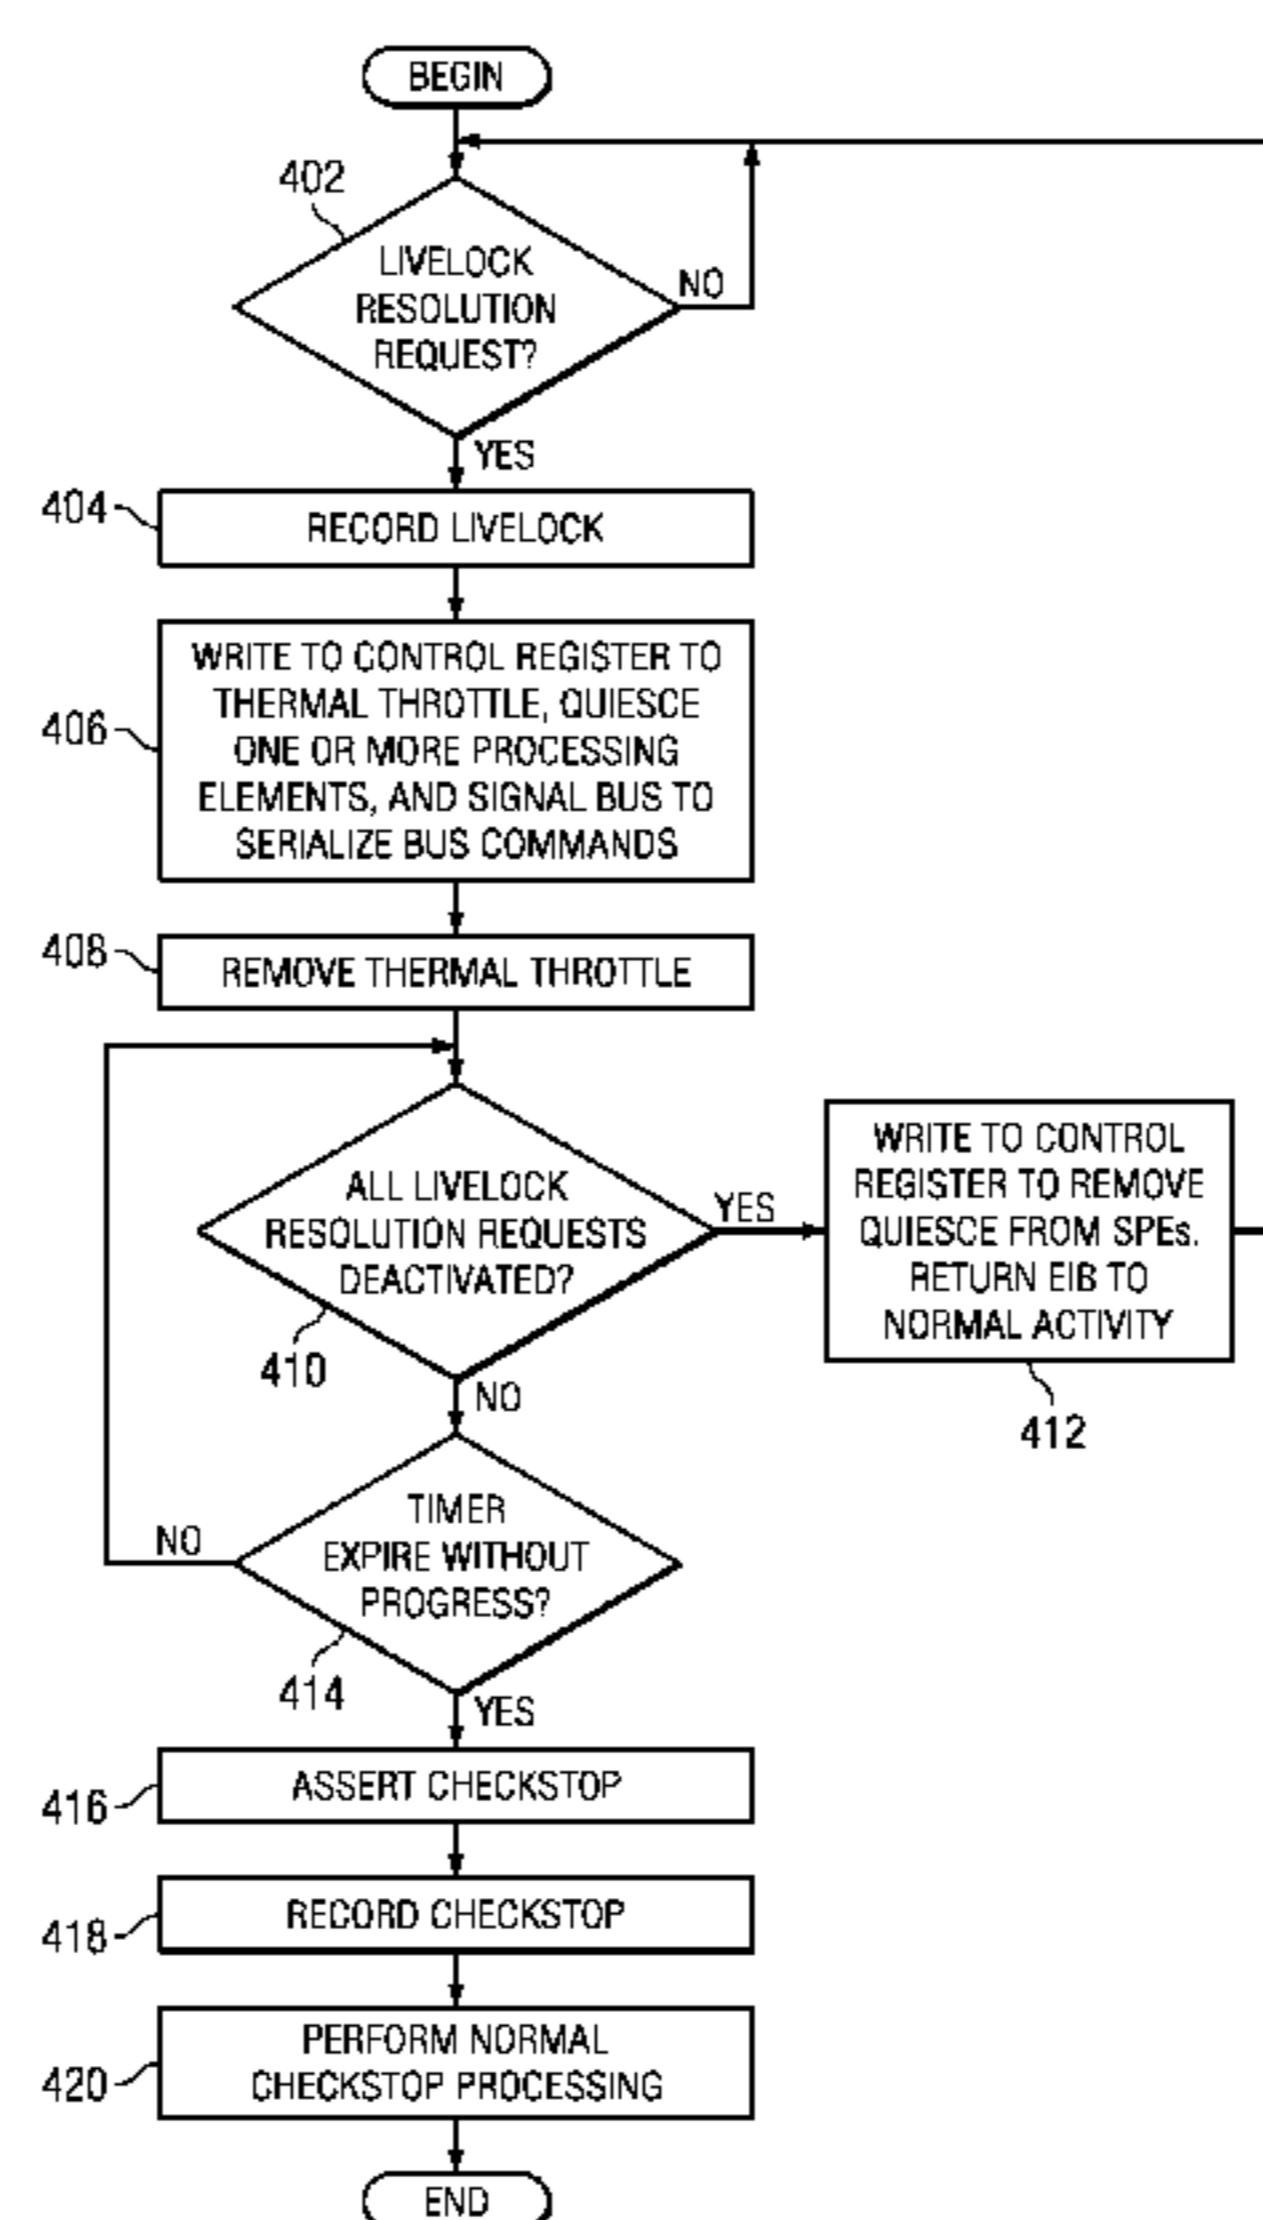 BEGIN
402
LIVELOCK
RESOLUTION
REQUEST?
NO
YES
404
RECORD LIVELOCK
406
WRITE TO CONTROL REGISTER TO
THERMAL THROTTLE, QUIESCE
ONE OR MORE PROCESSING
ELEMENTS, AND SIGNAL BUS TO
SERIALIZE BUS COMMANDS
408
REMOVE THERMAL THROTTLE
ALL LIVELOCK
RESOLUTION REQUESTS
DEACTIVATED?
410
YES
WRITE TO CONTROL
REGISTER TO REMOVE
QUIESCE FROM SPEs.
RETURN EIB TO
NORMAL ACTIVITY
412
NO
TIMER
EXPIRE WITHOUT
PROGRESS?
NO
414
YES
416
ASSERT CHECKSTOP
418
RECORD CHECKSTOP
420
PERFORM NORMAL
CHECKSTOP PROCESSING
END